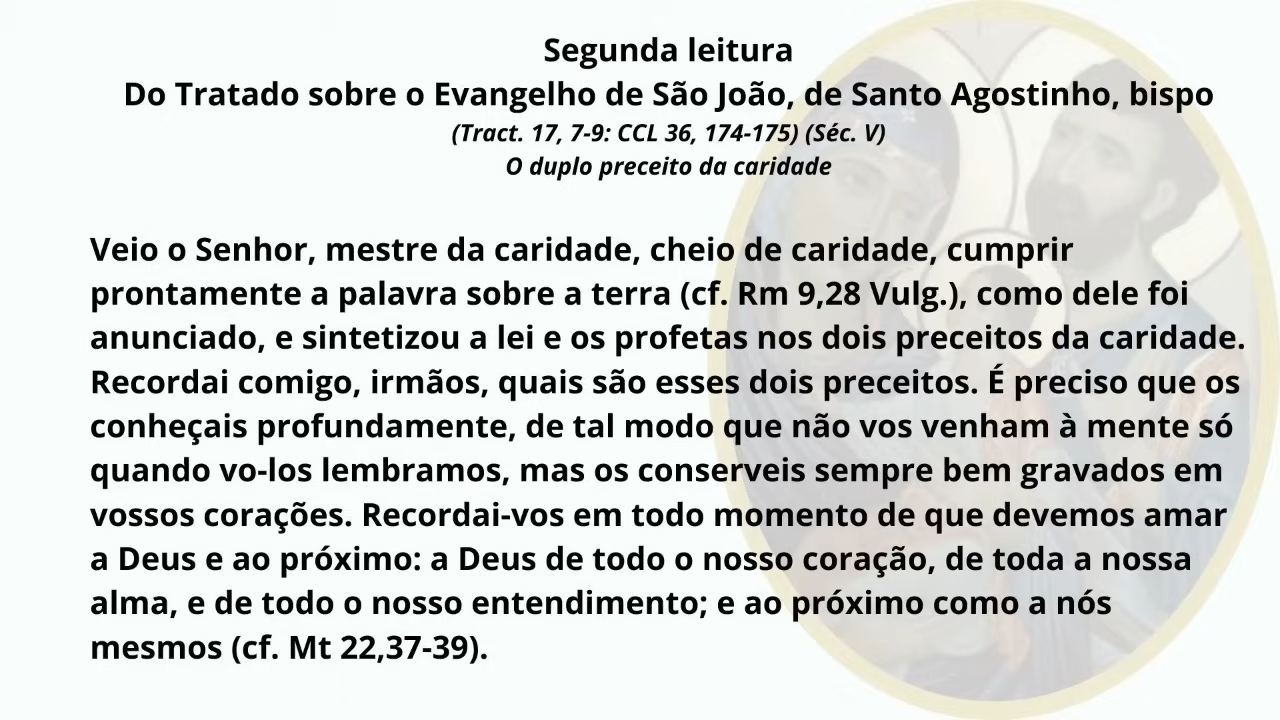 Segunda leitura
Do Tratado sobre o Evangelho de São João, de Santo Agostinho, bispo
(Tract. 17, 7-9: CCL 36, 174-175) (Séc. V)
O duplo preceito da caridade
Veio o Senhor, mestre da caridade, cheio de caridade, cumprir
prontamente a palavra sobre a terra (cf. Rm 9,28 Vulg.), como dele foi
anunciado, e sintetizou a lei e os profetas nos dois preceitos da caridade.
Recordai comigo, irmãos, quais são esses dois preceitos. É preciso que os
conheçais profundamente, de tal modo que não vos venham à mente só
quando vo-los lembramos, mas os conserveis sempre bem gravados em
vossos corações. Recordai-vos em todo momento de que devemos amar
a Deus e ao próximo: a Deus de todo o nosso coração, de toda a nossa
alma, e de todo o nosso entendimento; e ao próximo como a nós
mesmos (cf. Mt 22,37-39).